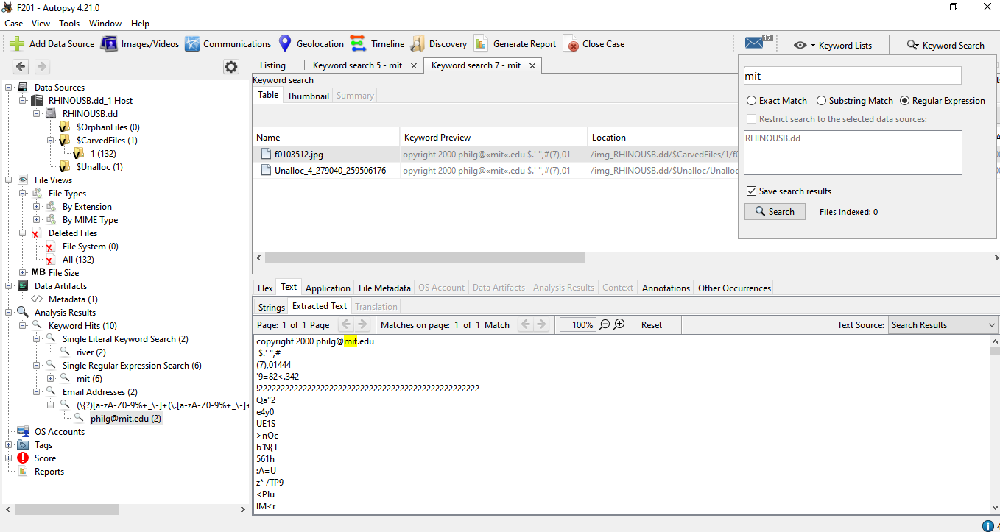 F201 - Autopsy 4.21.0
Case View Tools Window Help
Add Data Source Images/Videos Communications Geolocation Timeline Discovery Generate Report Close Case 17 Keyword Lists Keyword Search
Listing Keyword search 5 - mit Keyword search 7 - mit
Keyword search
Table Thumbnail Summary
Name Keyword Preview Location
f0103512.jpg opyright 2000 philg@«mit«.edu $.' ",#(7),01 /img_RHINOUSB.dd/$CarvedFiles/1/f0
Unalloc_4_279040_259506176 opyright 2000 philg@«mit«.edu $.' ",#(7),01 /img_RHINOUSB.dd/$Unalloc/Unalloc
mit
Exact Match Substring Match Regular Expression
Restrict search to the selected data sources:
RHINOUSB.dd
Save search results
Search Files Indexed: 0
Data Sources
RHINOUSB.dd_1 Host
RHINOUSB.dd
$OrphanFiles (0)
$CarvedFiles (1)
1 (132)
$Unalloc (1)
File Views
File Types
By Extension
By MIME Type
Deleted Files
File System (0)
All (132)
MB File Size
Data Artifacts
Metadata (1)
Analysis Results
Keyword Hits (10)
Single Literal Keyword Search (2)
river (2)
Single Regular Expression Search (6)
mit (6)
Email Addresses (2)
(\{?)[a-zA-Z0-9%+_\-]+(\.[a-zA-Z0-9%+_\-]+
philg@mit.edu (2)
OS Accounts
Tags
Score
Reports
Hex Text Application File Metadata OS Account Data Artifacts Analysis Results Context Annotations Other Occurrences
Strings Extracted Text Translation
Page: 1 of 1 Page Matches on page: 1 of 1 Match 100% Reset Text Source: Search Results
copyright 2000 philg@mit.edu
$.' ",#
(7),01444
'9=82<.342
Qa"2
e4y0
UE1S
>nOc
b`N{T
561h
:A=U
z* /TP9